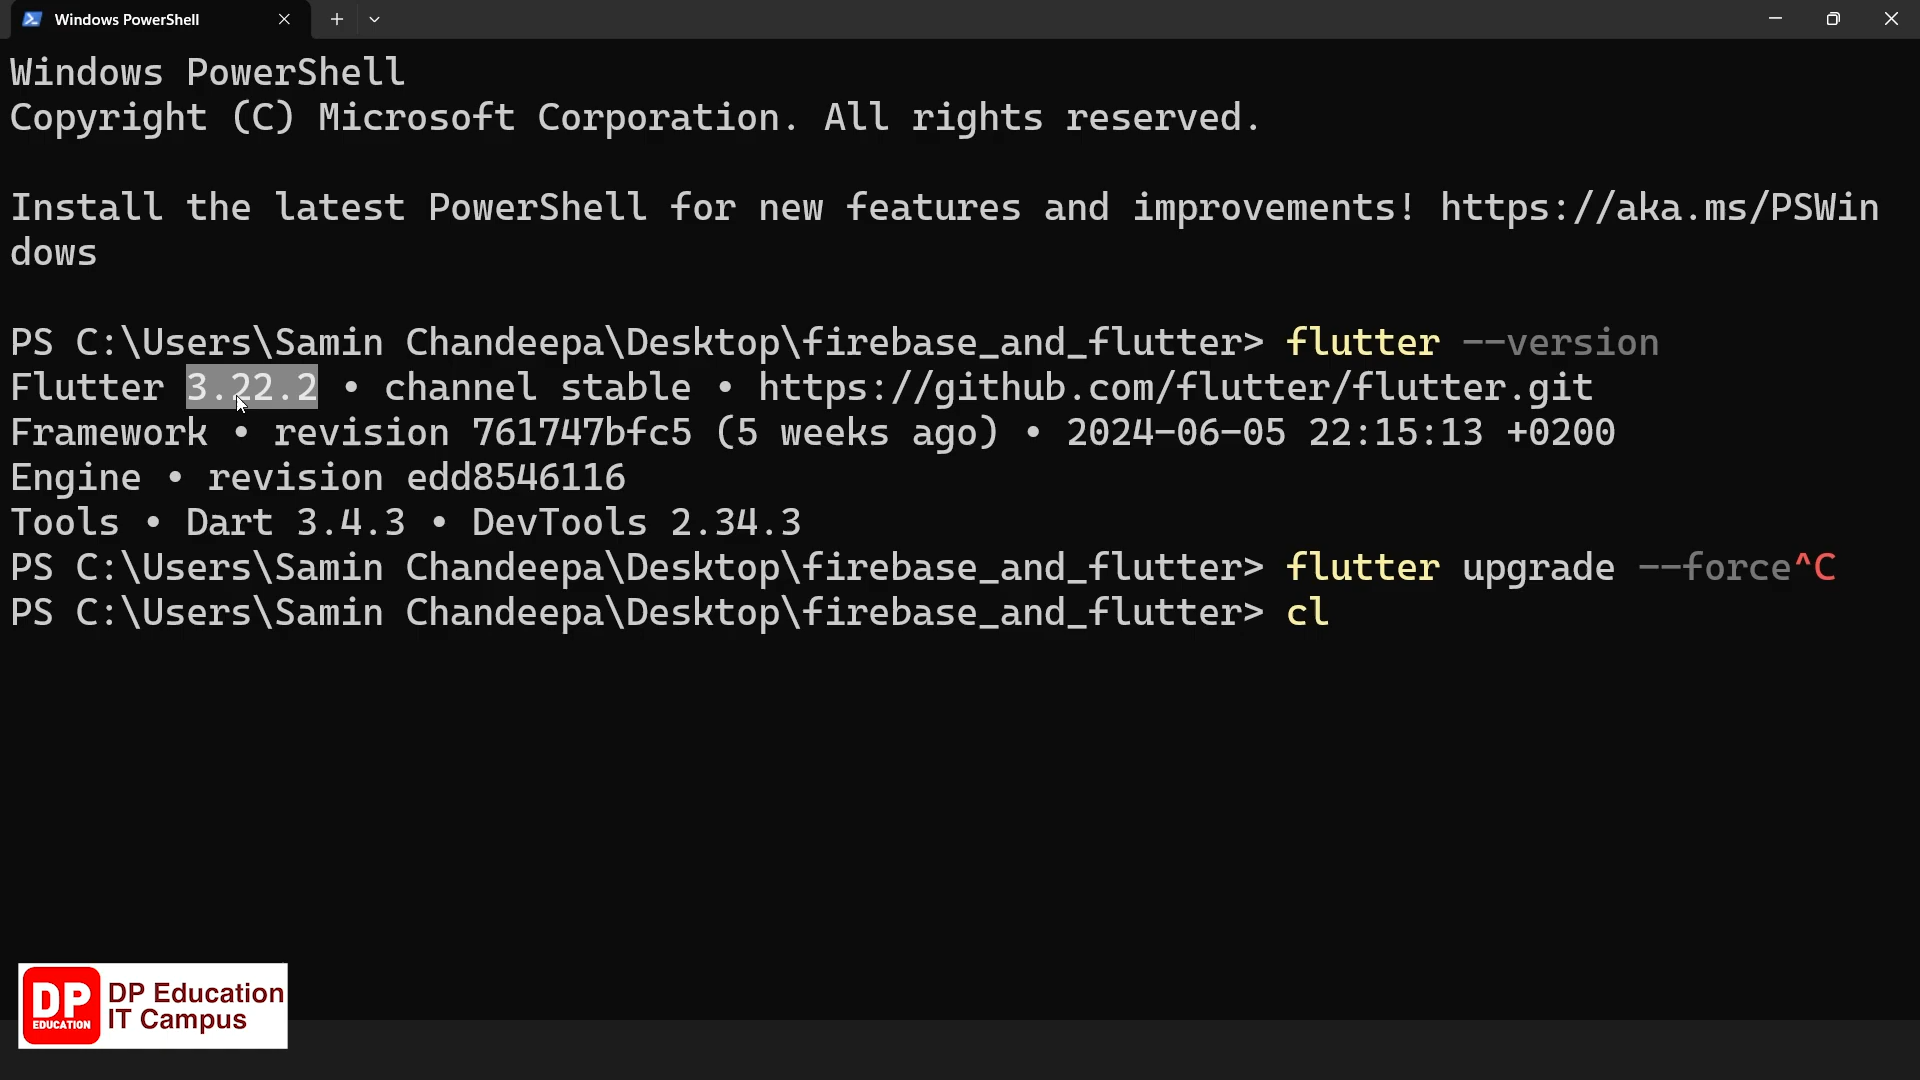 Windows PowerShell
Windows PowerShell
Copyright (C) Microsoft Corporation. All rights reserved.
Install the latest PowerShell for new features and improvements! https://aka.ms/PSWin
dows
PS C:\Users\Samin Chandeepa\Desktop\firebase_and_flutter> flutter --version
Flutter 3.22.2 • channel stable • https://github.com/flutter/flutter.git
Framework • revision 761747bfc5 (5 weeks ago) • 2024-06-05 22:15:13 +0200
Engine • revision edd8546116
Tools • Dart 3.4.3 • DevTools 2.34.3
PS C:\Users\Samin Chandeepa\Desktop\firebase_and_flutter> flutter upgrade --force^C
PS C:\Users\Samin Chandeepa\Desktop\firebase_and_flutter> cl
DP
EDUCATION
DP Education
IT Campus